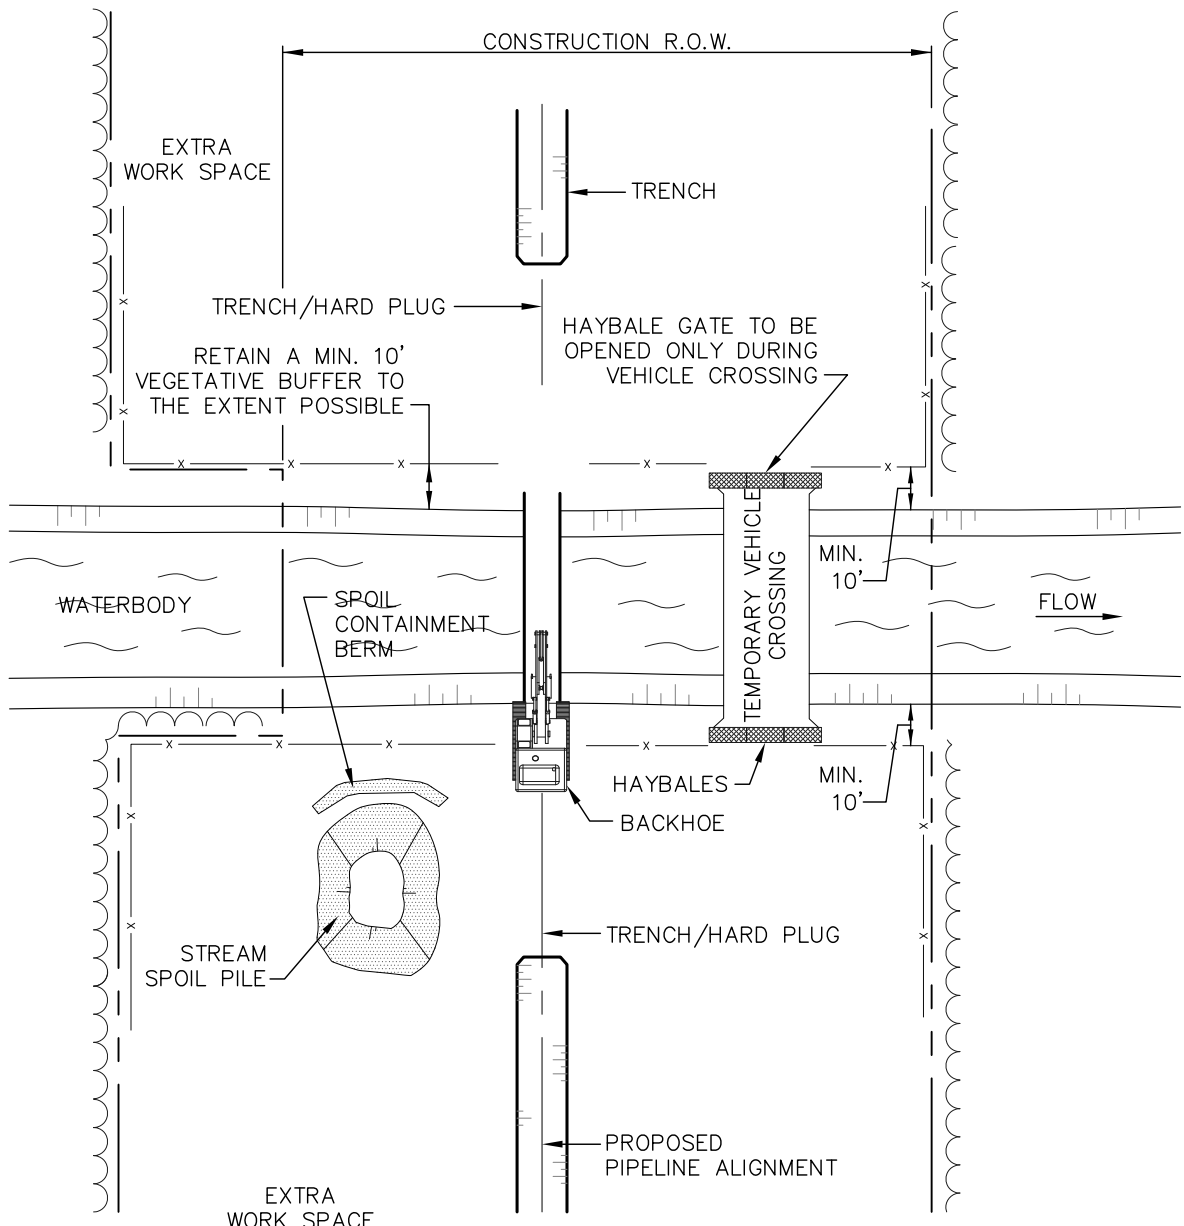 CONSTRUCTION R.O.W.
EXTRA
WORK SPACE
TRENCH
TRENCH/HARD PLUG
HAYBALE GATE TO BE
OPENED ONLY DURING
VEHICLE CROSSING
RETAIN A MIN. 10'
VEGETATIVE BUFFER TO
THE EXTENT POSSIBLE
TEMPORARY VEHICLE
CROSSING
MIN.
10'
WATERBODY
SPOIL
CONTAINMENT
BERM
FLOW
HAYBALES
MIN.
10'
BACKHOE
STREAM
SPOIL PILE
TRENCH/HARD PLUG
PROPOSED
PIPELINE ALIGNMENT
EXTRA
WORK SPACE